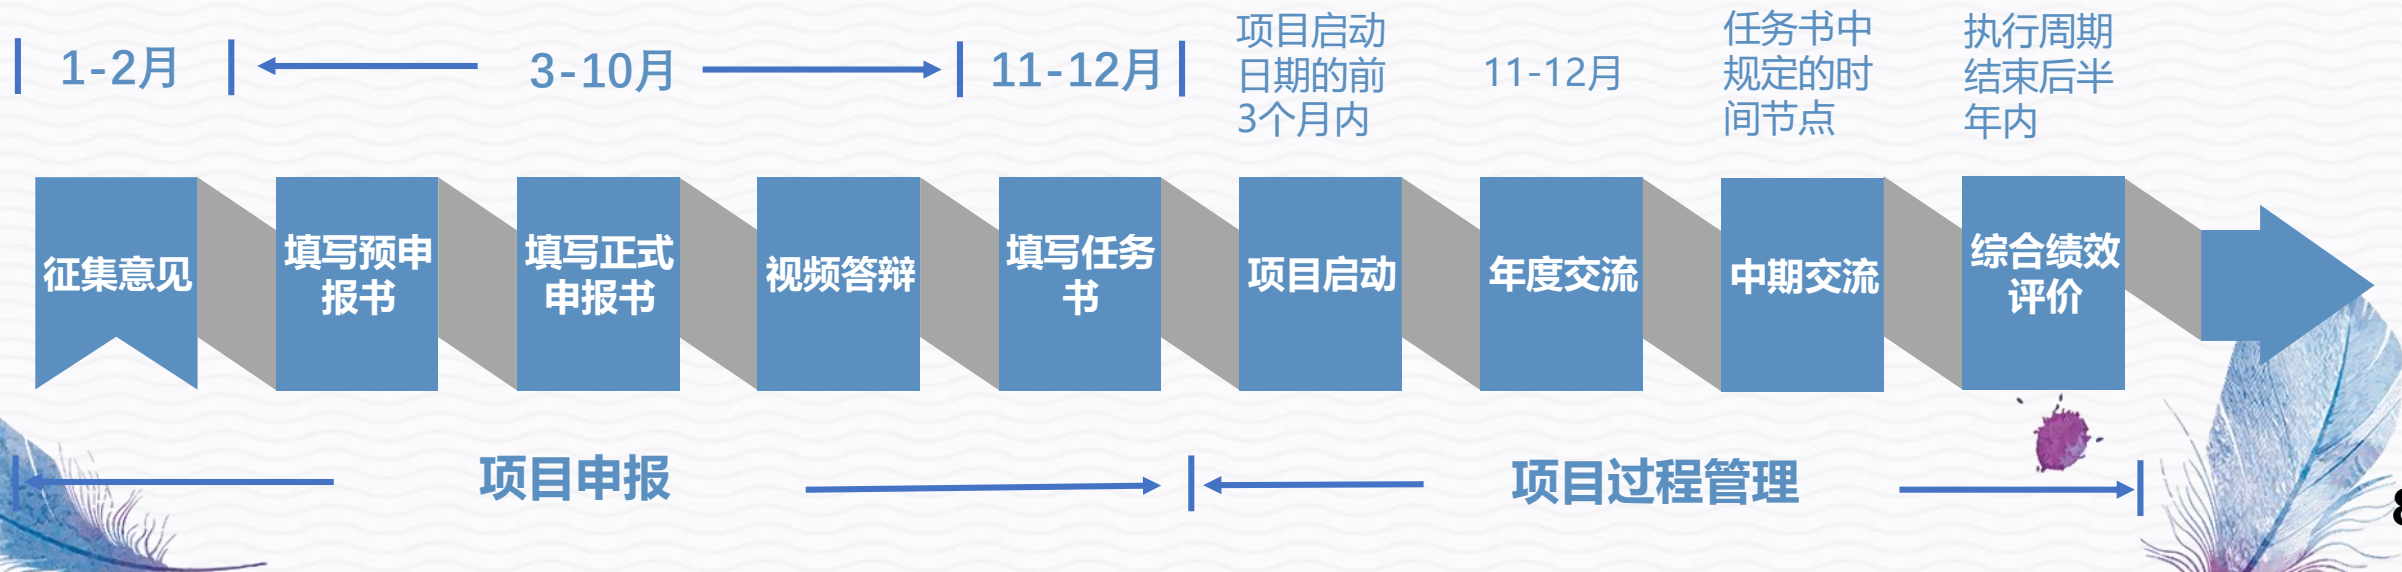 1-2月
3-10月
11-12月
项目启动
日期的前
3个月内
11-12月
任务书中
规定的时
间节点
执行周期
结束后半
年内
征集意见
填写预申
报书
填写正式
申报书
视频答辩
填写任务
书
项目启动
年度交流
中期交流
综合绩效
评价
项目申报
项目过程管理